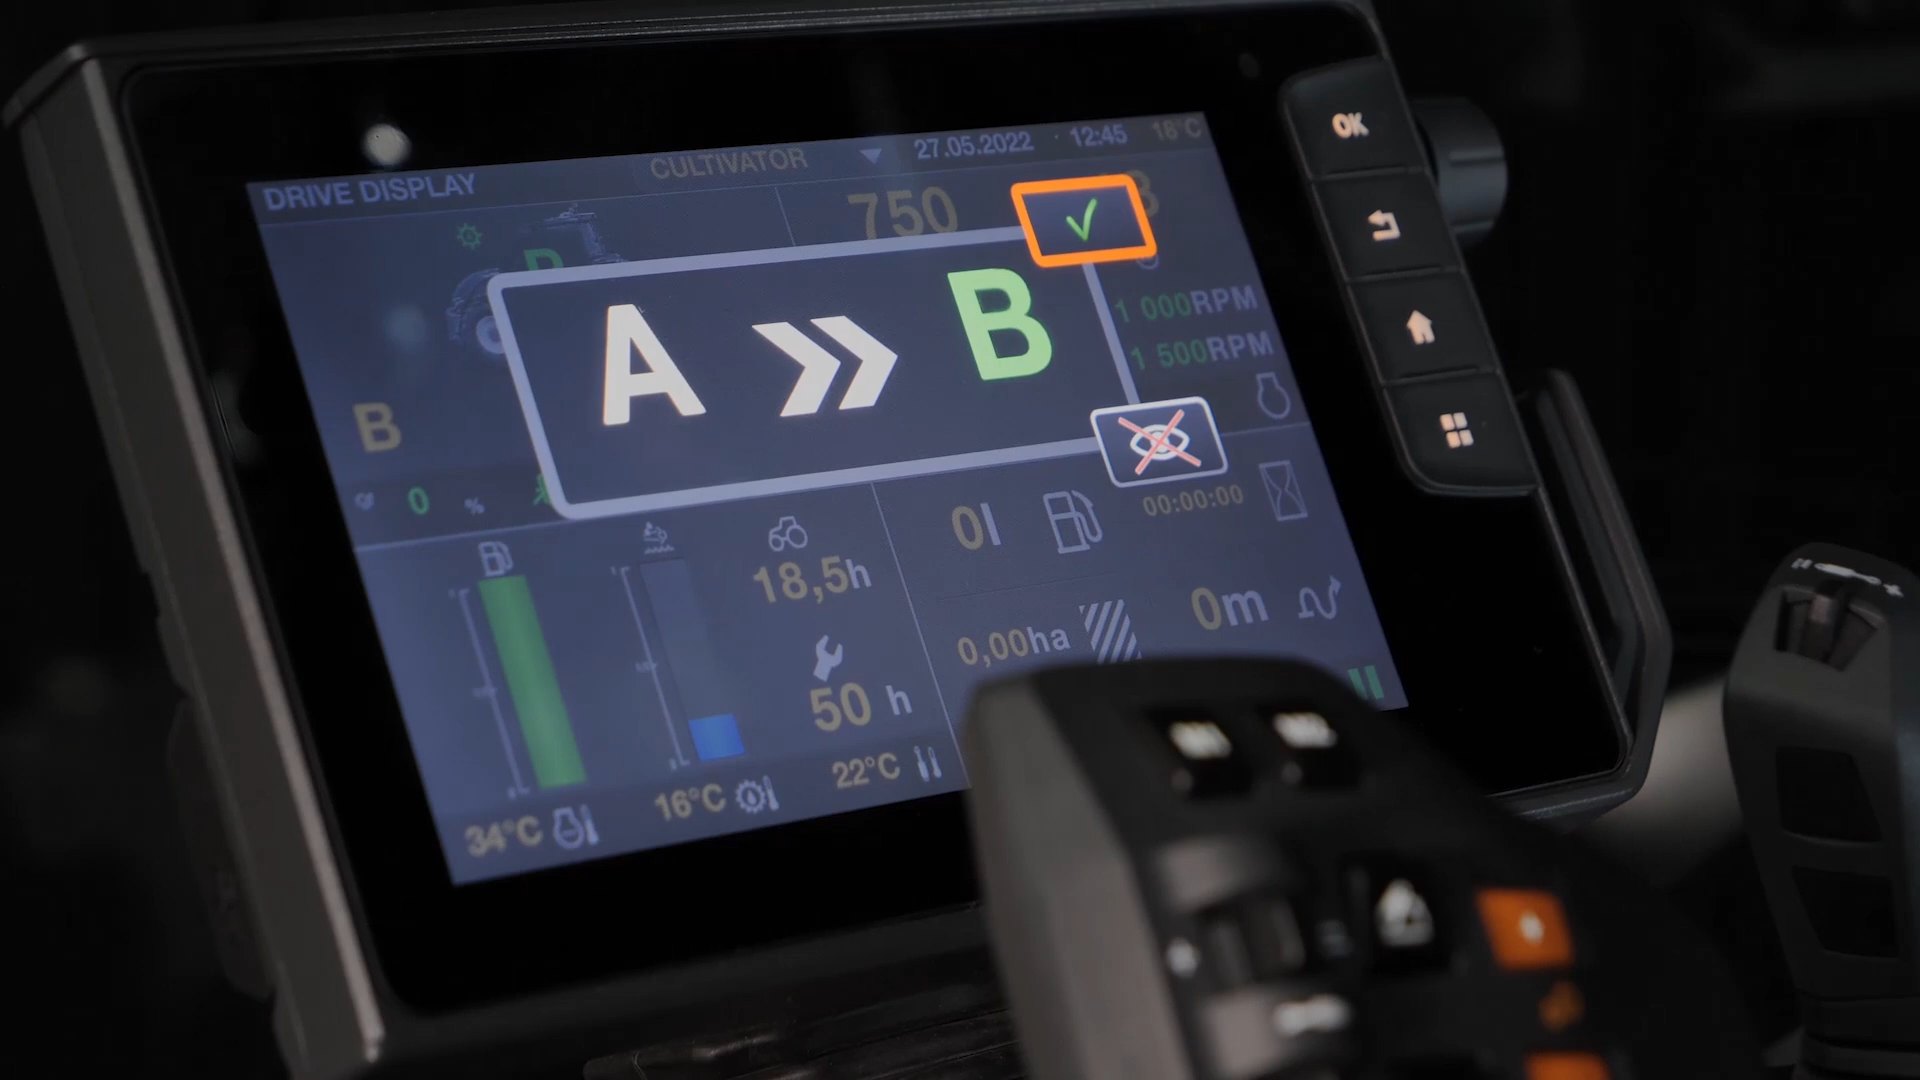 DRIVE DISPLAY
CULTIVATOR
27.05.2022 12:45 18°C
750
A » B
1 000RPM
1 500RPM
B
0 %
00:00:00
0l
18,5h
0m
0,00ha
50 h
34°C
16°C
22°C
OK